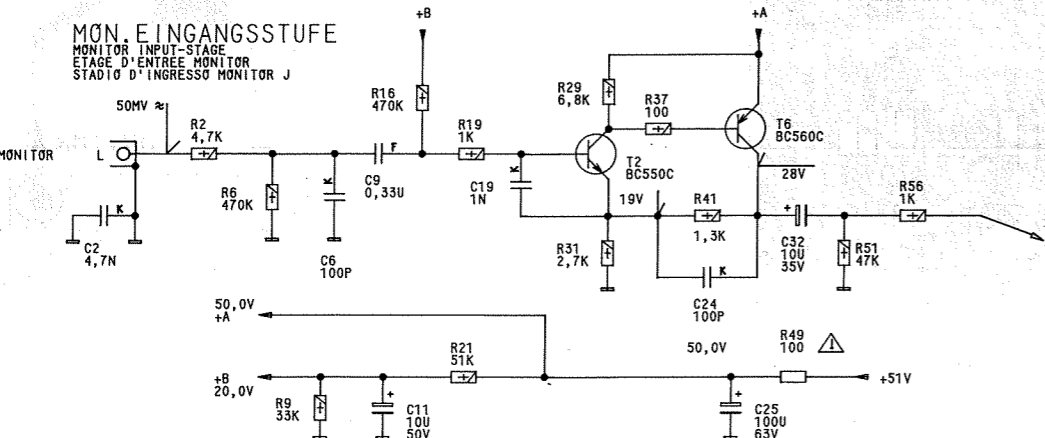 MON.EINGANGSSTUFE
MONITOR INPUT-STAGE
ETAGE D'ENTREE MONITOR
STADIO D'INGRESSO MONITOR J
+B
+A
50MV ≈
R2
4,7K
R16
470K
R19
1K
R29
6,8K
R37
100
T6
BC560C
MONITOR
L
K
C2
4,7N
R6
470K
K
C6
100P
F
C9
0,33U
K
C19
1N
T2
BC550C
19V
28V
R31
2,7K
R41
1,3K
K
C24
100P
+
C32
10U
35V
R51
47K
R56
1K
50,0V
+A
+B
20,0V
R9
33K
+
C11
10U
50V
R21
51K
50,0V
R49
100
+51V
+
C25
100U
63V